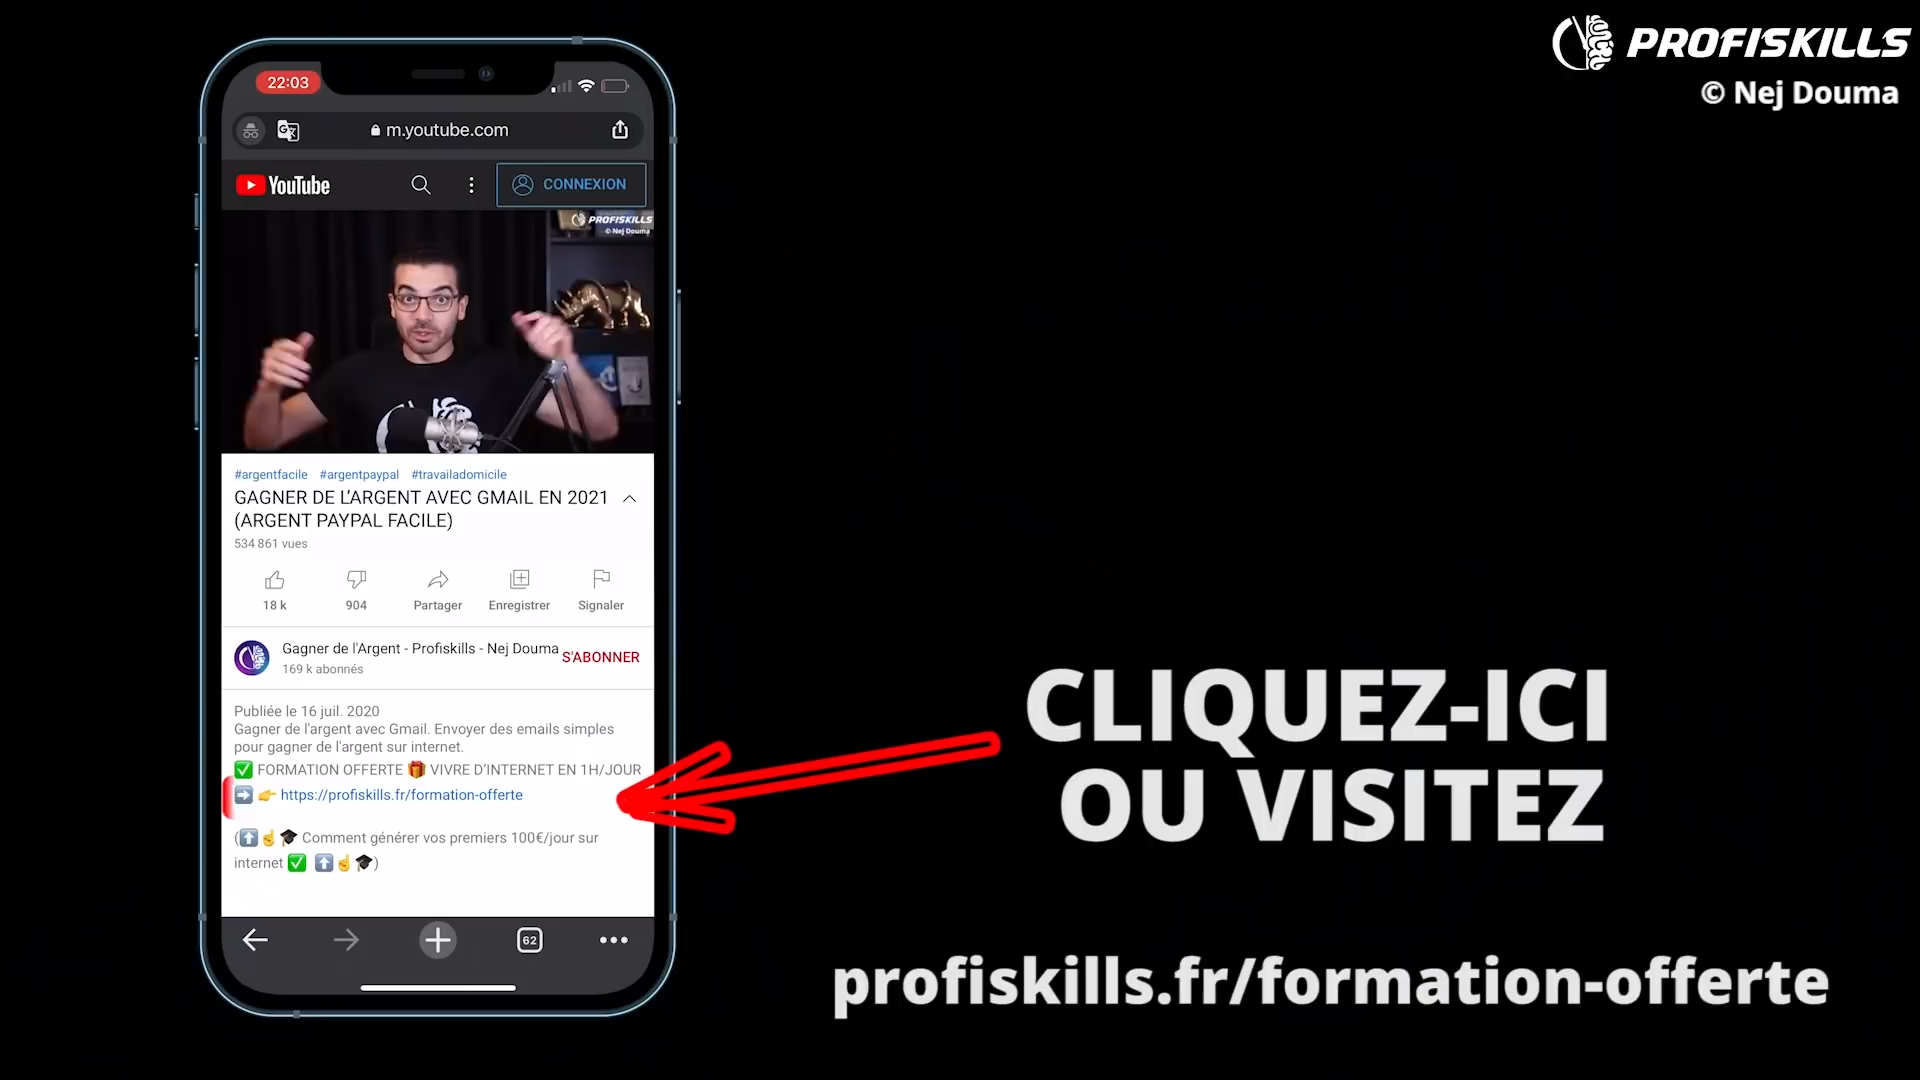 PROFISKILLS
© Nej Douma
22:03
m.youtube.com
YouTube
CONNEXION
PROFISKILLS
© Nej Douma
#argentfacile #argentpaypal #travailadomicile
GAGNER DE L'ARGENT AVEC GMAIL EN 2021
(ARGENT PAYPAL FACILE)
534 861 vues
18 k
904
Partager
Enregistrer
Signaler
Gagner de l'Argent - Profiskills - Nej Douma
169 k abonnés
S'ABONNER
Publiée le 16 juil. 2020
Gagner de l'argent avec Gmail. Envoyer des emails simples
pour gagner de l'argent sur internet.
✅ FORMATION OFFERTE 🎁 VIVRE D'INTERNET EN 1H/JOUR
➡️ 👉 https://profiskills.fr/formation-offerte
(⬆️☝️🎓 Comment générer vos premiers 100€/jour sur
internet ✅ ⬆️☝️🎓)
62
CLIQUEZ-ICI
OU VISITEZ
profiskills.fr/formation-offerte